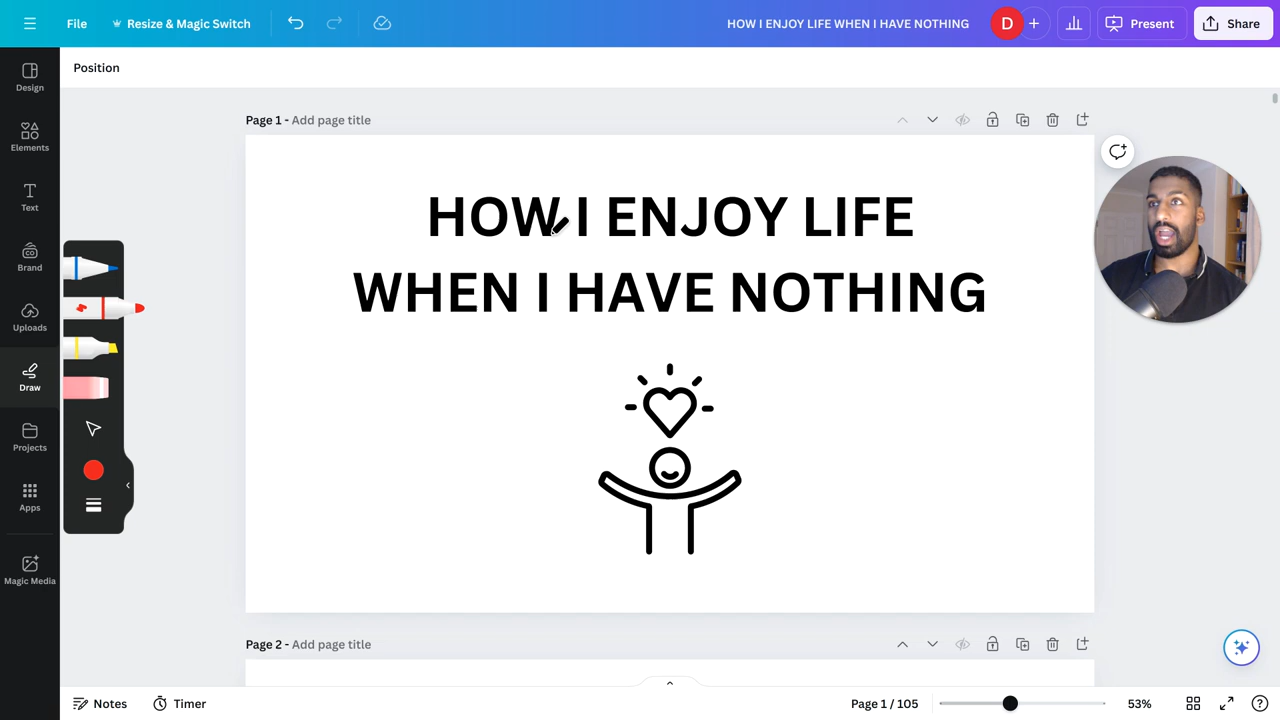 File
Resize & Magic Switch
HOW I ENJOY LIFE WHEN I HAVE NOTHING
D
Present
Share
Position
Design
Elements
Text
Brand
Uploads
Draw
Projects
Apps
Magic Media
Page 1 - Add page title
HOW I ENJOY LIFE
WHEN I HAVE NOTHING
Page 2 - Add page title
Notes
Timer
Page 1 / 105
53%